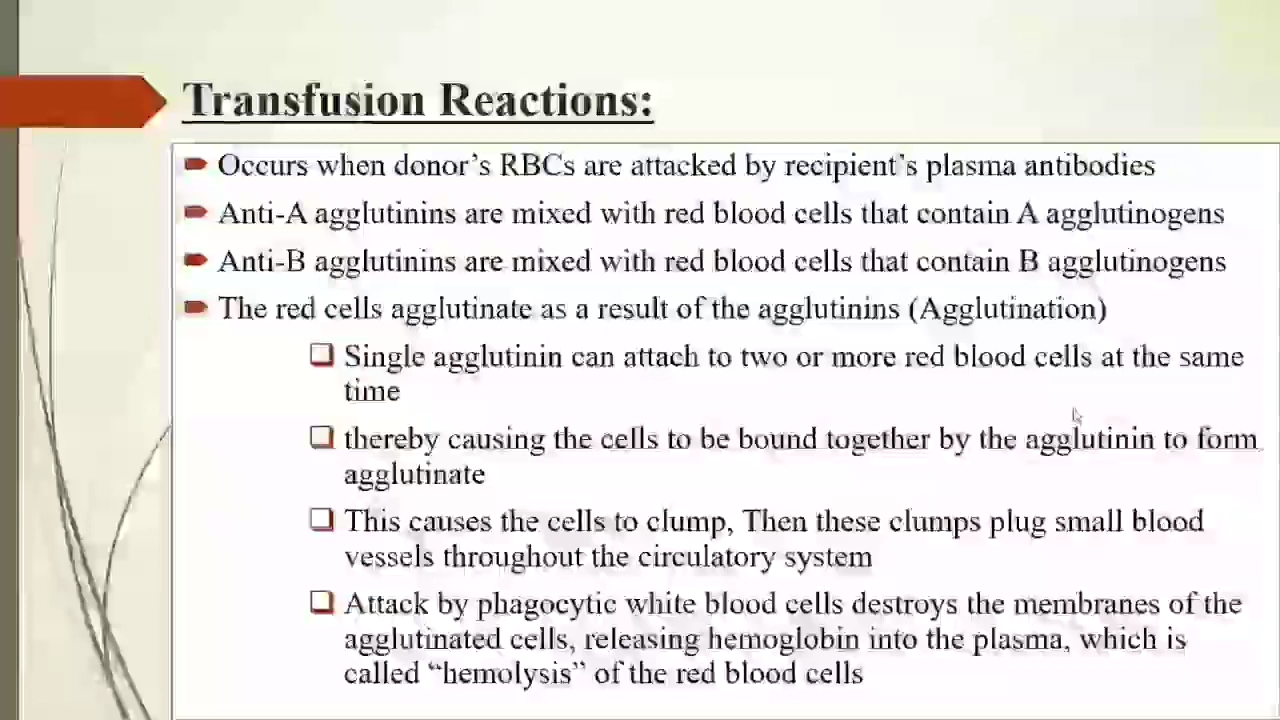 Transfusion Reactions:
Occurs when donor's RBCs are attacked by recipient's plasma antibodies
Anti-A agglutinins are mixed with red blood cells that contain A agglutinogens
Anti-B agglutinins are mixed with red blood cells that contain B agglutinogens
The red cells agglutinate as a result of the agglutinins (Agglutination)
Single agglutinin can attach to two or more red blood cells at the same
time
thereby causing the cells to be bound together by the agglutinin to form
agglutinate
This causes the cells to clump, Then these clumps plug small blood
vessels throughout the circulatory system
Attack by phagocytic white blood cells destroys the membranes of the
agglutinated cells, releasing hemoglobin into the plasma, which is
called “hemolysis” of the red blood cells